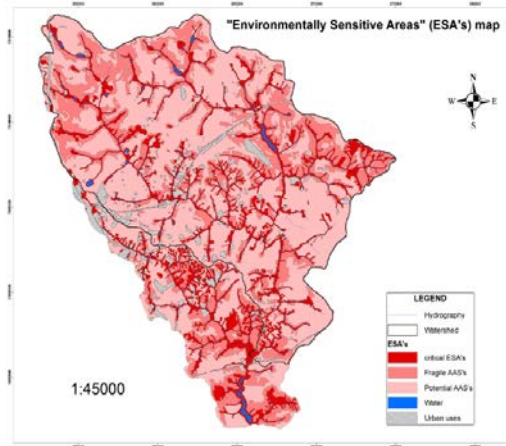 "Environmentally Sensitive Areas" (ESA's) map
N
W E
S
LEGEND
Hydrography
Watershed
ESA's
critical ESA's
Fragile AAS's
Potential AAS's
Water
Urban uses
1:45000